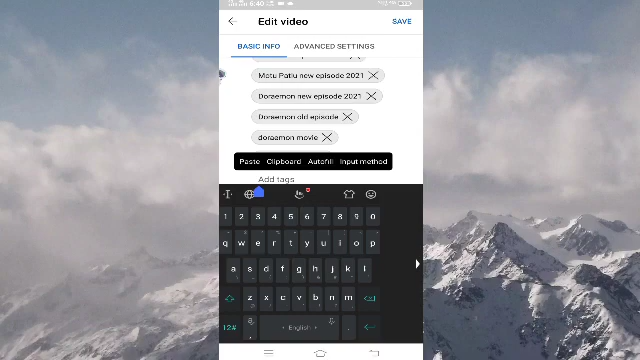 6:40
Edit video
SAVE
BASIC INFO ADVANCED SETTINGS
Motu Patlu new episode 2021
Doraemon new episode 2021
Doraemon old episode
doraemon movie
Paste Clipboard Autofill Input method
Add tags
1 2 3 4 5 6 7 8 9 0
q w e r t y u i o p
a s d f g h j k l
z x c v b n m
12# English .